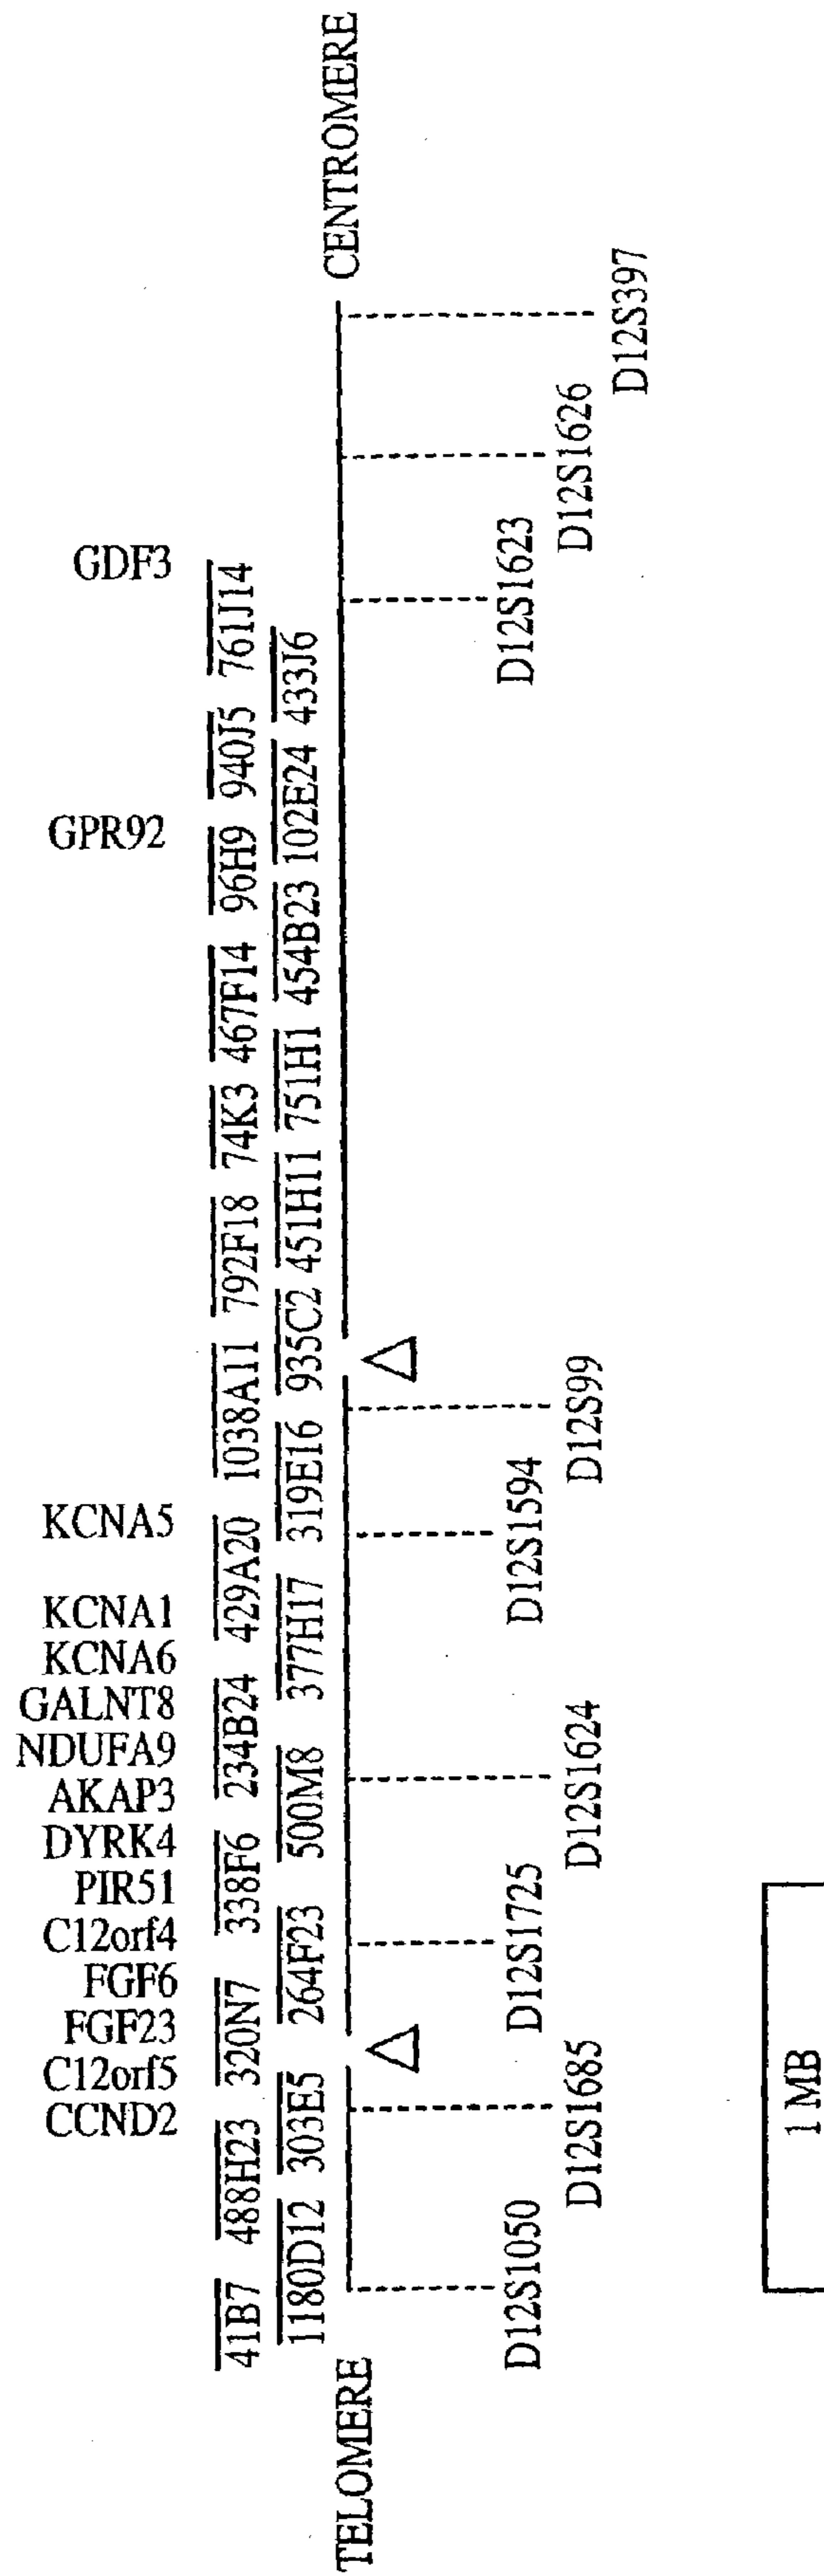 CCND2
C12orf5
FGF23
FGF6
C12orf4
PIR51
DYRK4
AKAP3
NDUFA9
GALNT8
KCNA6
KCNA1
KCNA5
GPR92
GDF3
41B7 488H23 320N7 338F6 234B24 429A20 1038A11 792F18 74K3 467F14 96H9 940J5 761J14
1180D12 303E5 264F23 500M8 377H17 319E16 935C2 451H11 751H1 454B23 102E24 433J6
TELOMERE CENTROMERE
D12S1050 D12S1725 D12S1594 D12S1623
D12S1685 D12S1624 D12S99 D12S1626
D12S397
1 MB